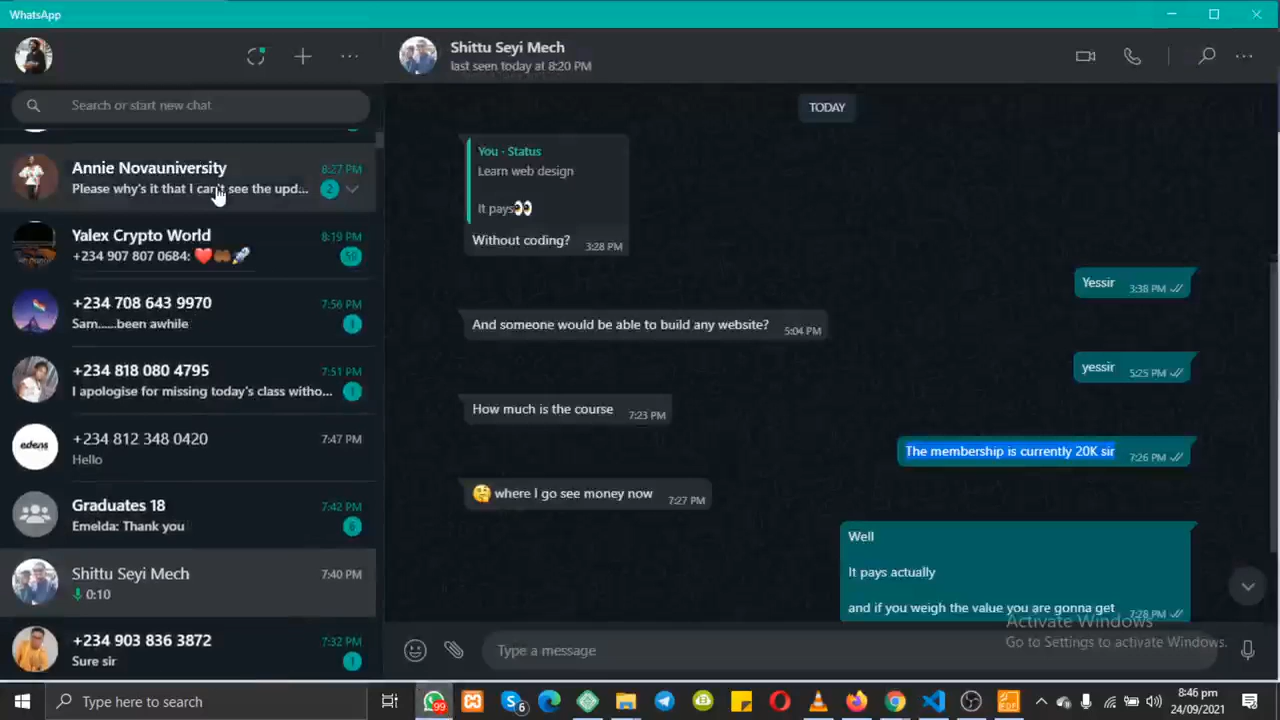 WhatsApp
Search or start new chat
Annie Novauniversity
8:27 PM
Please why's it that I can't see the upd...
2
Yalex Crypto World
8:19 PM
+234 907 807 0684: ❤️🙏🏾🚀
58
+234 708 643 9970
7:56 PM
Sam......been awhile
1
+234 818 080 4795
7:51 PM
I apologise for missing today's class witho...
1
edens
+234 812 348 0420
7:47 PM
Hello
Graduates 18
7:42 PM
Emelda: Thank you
6
Shittu Seyi Mech
7:40 PM
0:10
+234 903 836 3872
7:32 PM
Sure sir
1
Shittu Seyi Mech
last seen today at 8:20 PM
TODAY
You · Status
Learn web design
It pays👀
Without coding?
3:28 PM
Yessir
3:38 PM
And someone would be able to build any website?
5:04 PM
yessir
5:25 PM
How much is the course
7:23 PM
The membership is currently 20K sir
7:26 PM
🤔 where I go see money now
7:27 PM
Well
It pays actually
and if you weigh the value you are gonna get
7:28 PM
Activate Windows
Go to Settings to activate Windows.
Type a message
Type here to search
99
6
8:46 pm
24/09/2021